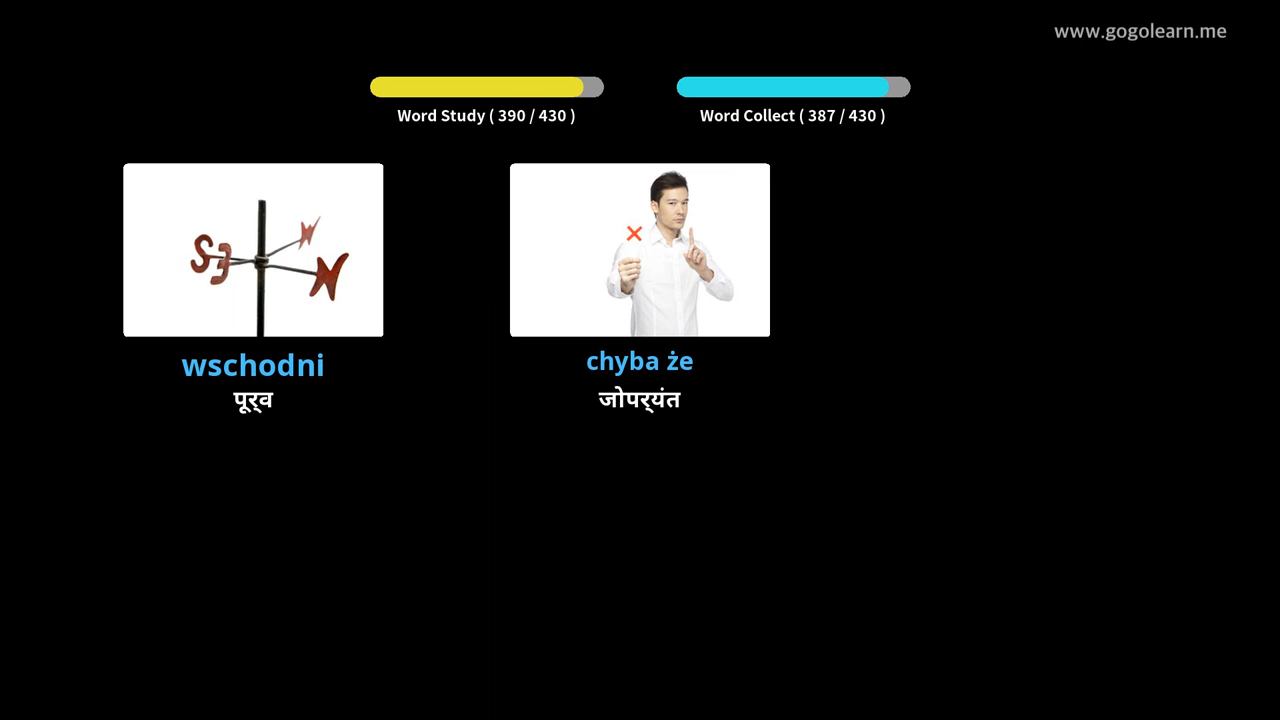 www.gogolearn.me
Word Study ( 390 / 430 )
Word Collect ( 387 / 430 )
S E N W
wschodni
पूर्व
chyba że
जोपर्यंत